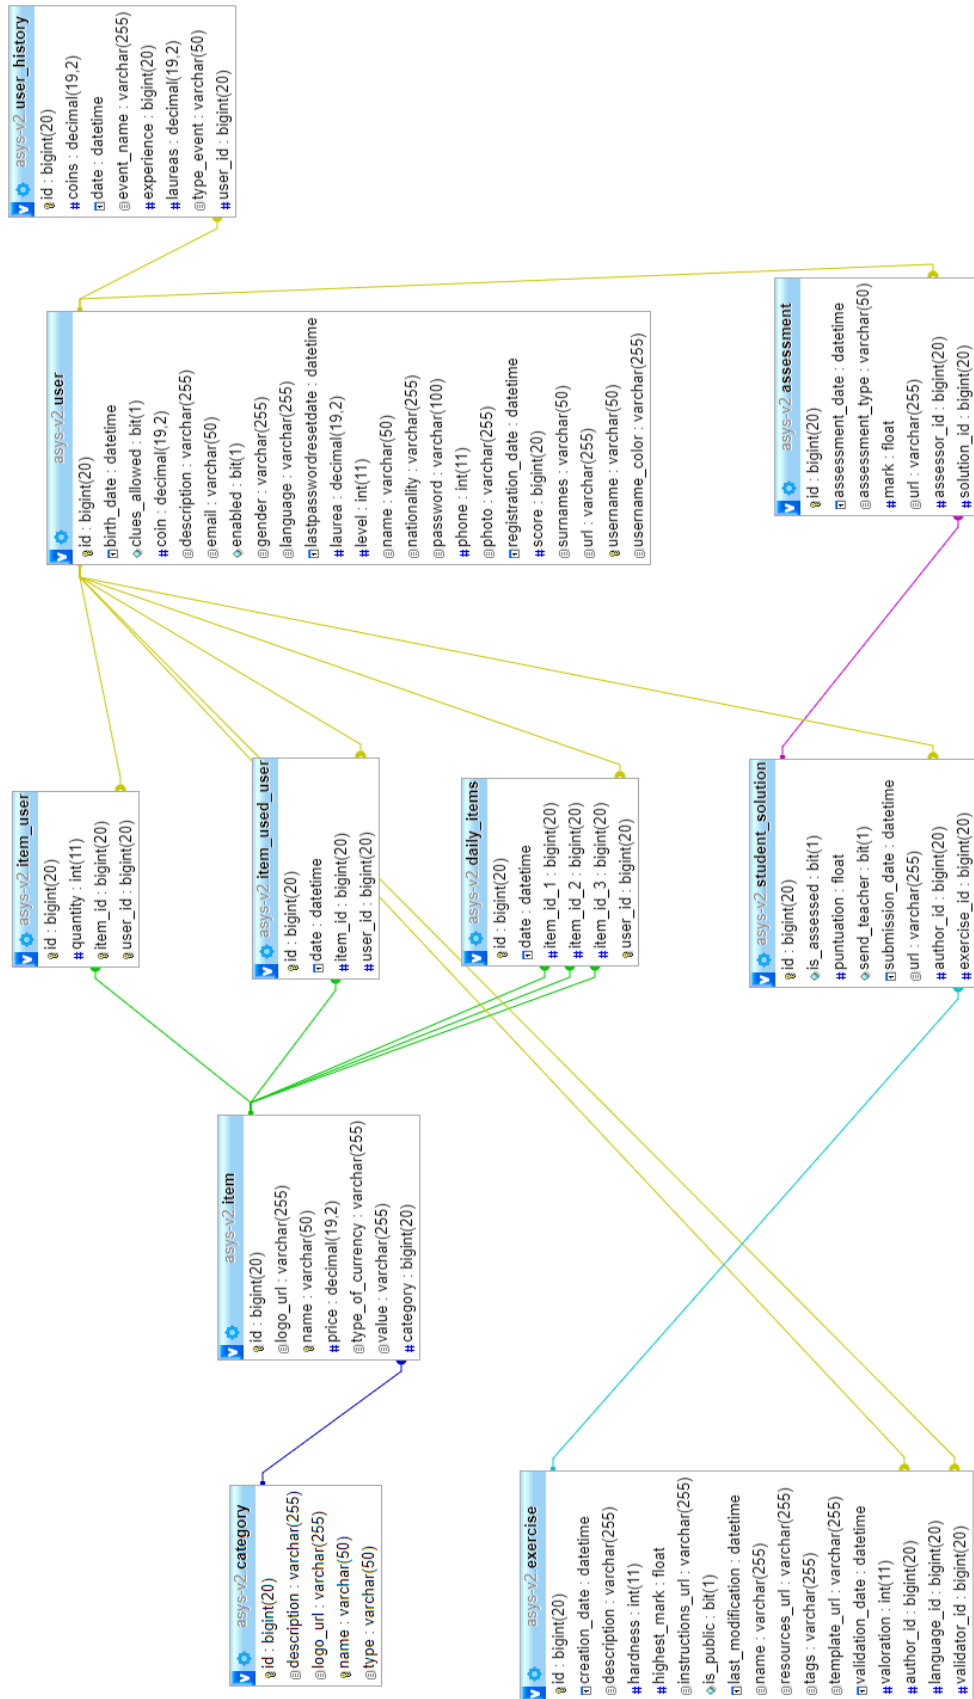 asys-v2 category
id : bigint(20)
description : varchar(255)
logo_url : varchar(255)
name : varchar(50)
type : varchar(50)
asys-v2 item
id : bigint(20)
logo_url : varchar(255)
name : varchar(50)
price : decimal(19,2)
type_of_currency : varchar(255)
value : varchar(255)
category : bigint(20)
asys-v2 item_user
id : bigint(20)
quantity : int(11)
item_id : bigint(20)
user_id : bigint(20)
asys-v2 item_used_user
id : bigint(20)
date : datetime
item_id : bigint(20)
user_id : bigint(20)
asys-v2 daily_items
id : bigint(20)
date : datetime
item_id_1 : bigint(20)
item_id_2 : bigint(20)
item_id_3 : bigint(20)
user_id : bigint(20)
asys-v2 user
id : bigint(20)
birth_date : datetime
clues_allowed : bit(1)
coin : decimal(19,2)
description : varchar(255)
email : varchar(50)
enabled : bit(1)
gender : varchar(255)
language : varchar(255)
lastpasswordresetdate : datetime
laurea : decimal(19,2)
level : int(11)
name : varchar(50)
nationality : varchar(255)
password : varchar(100)
phone : int(11)
photo : varchar(255)
registration_date : datetime
score : bigint(20)
surnames : varchar(50)
url : varchar(255)
username : varchar(50)
username_color : varchar(255)
asys-v2 user_history
id : bigint(20)
coins : decimal(19,2)
date : datetime
event_name : varchar(255)
experience : bigint(20)
laureas : decimal(19,2)
type_event : varchar(50)
user_id : bigint(20)
asys-v2 exercise
id : bigint(20)
creation_date : datetime
description : varchar(255)
hardness : int(11)
highest_mark : float
instructions_url : varchar(255)
is_public : bit(1)
last_modification : datetime
name : varchar(255)
resources_url : varchar(255)
tags : varchar(255)
template_url : varchar(255)
validation_date : datetime
valoration : int(11)
author_id : bigint(20)
language_id : bigint(20)
validator_id : bigint(20)
asys-v2 student_solution
id : bigint(20)
is_assessed : bit(1)
puntuation : float
send_teacher : bit(1)
submission_date : datetime
url : varchar(255)
author_id : bigint(20)
exercise_id : bigint(20)
asys-v2 assessment
id : bigint(20)
assessment_date : datetime
assessment_type : varchar(50)
mark : float
url : varchar(255)
assessor_id : bigint(20)
solution_id : bigint(20)